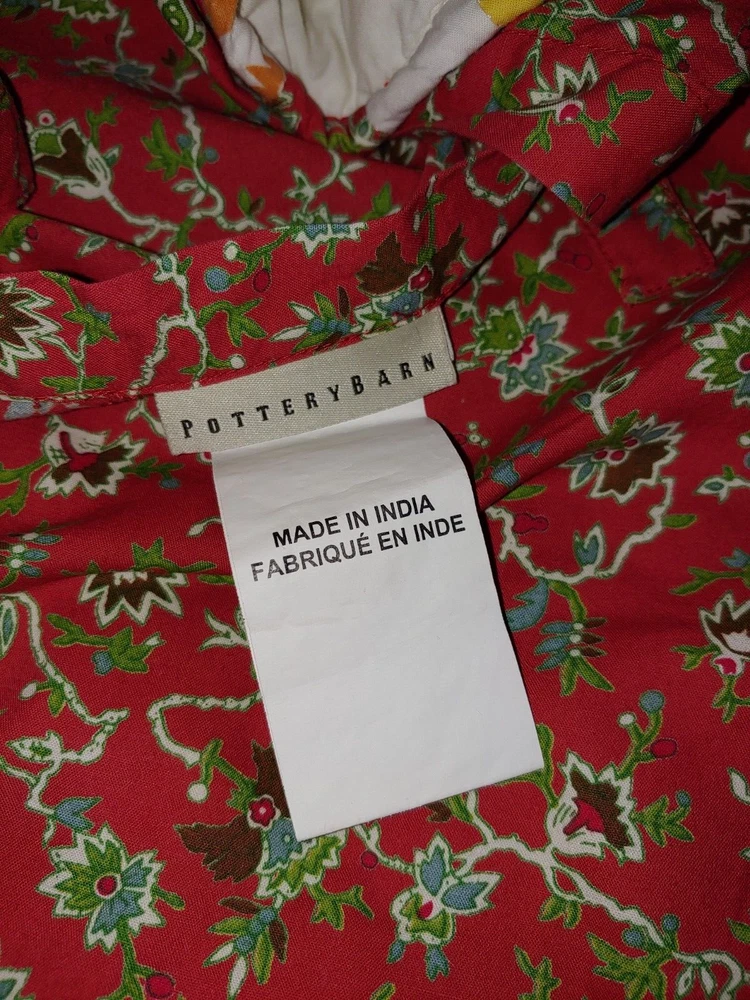 POTTERYBARN
MADE IN INDIA
FABRIQUÉ EN INDE